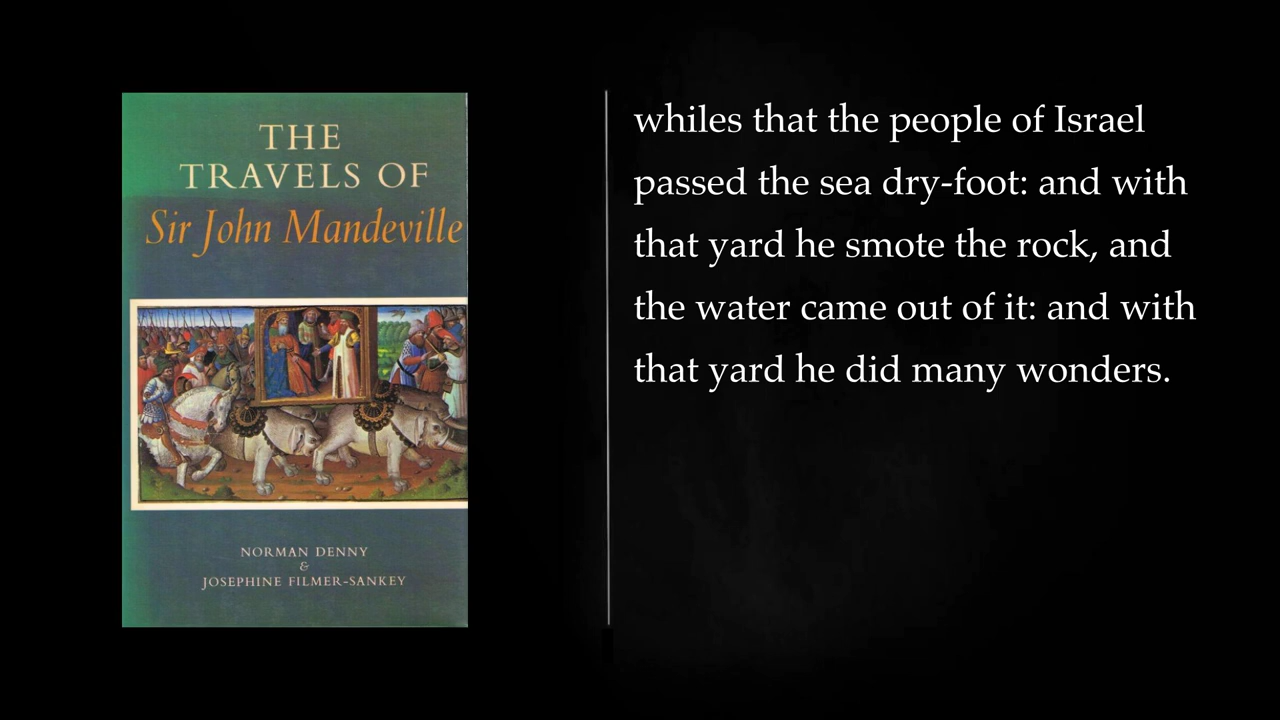 THE
TRAVELS OF
Sir John Mandeville
NORMAN DENNY
&
JOSEPHINE FILMER-SANKEY
whiles that the people of Israel
passed the sea dry-foot: and with
that yard he smote the rock, and
the water came out of it: and with
that yard he did many wonders.